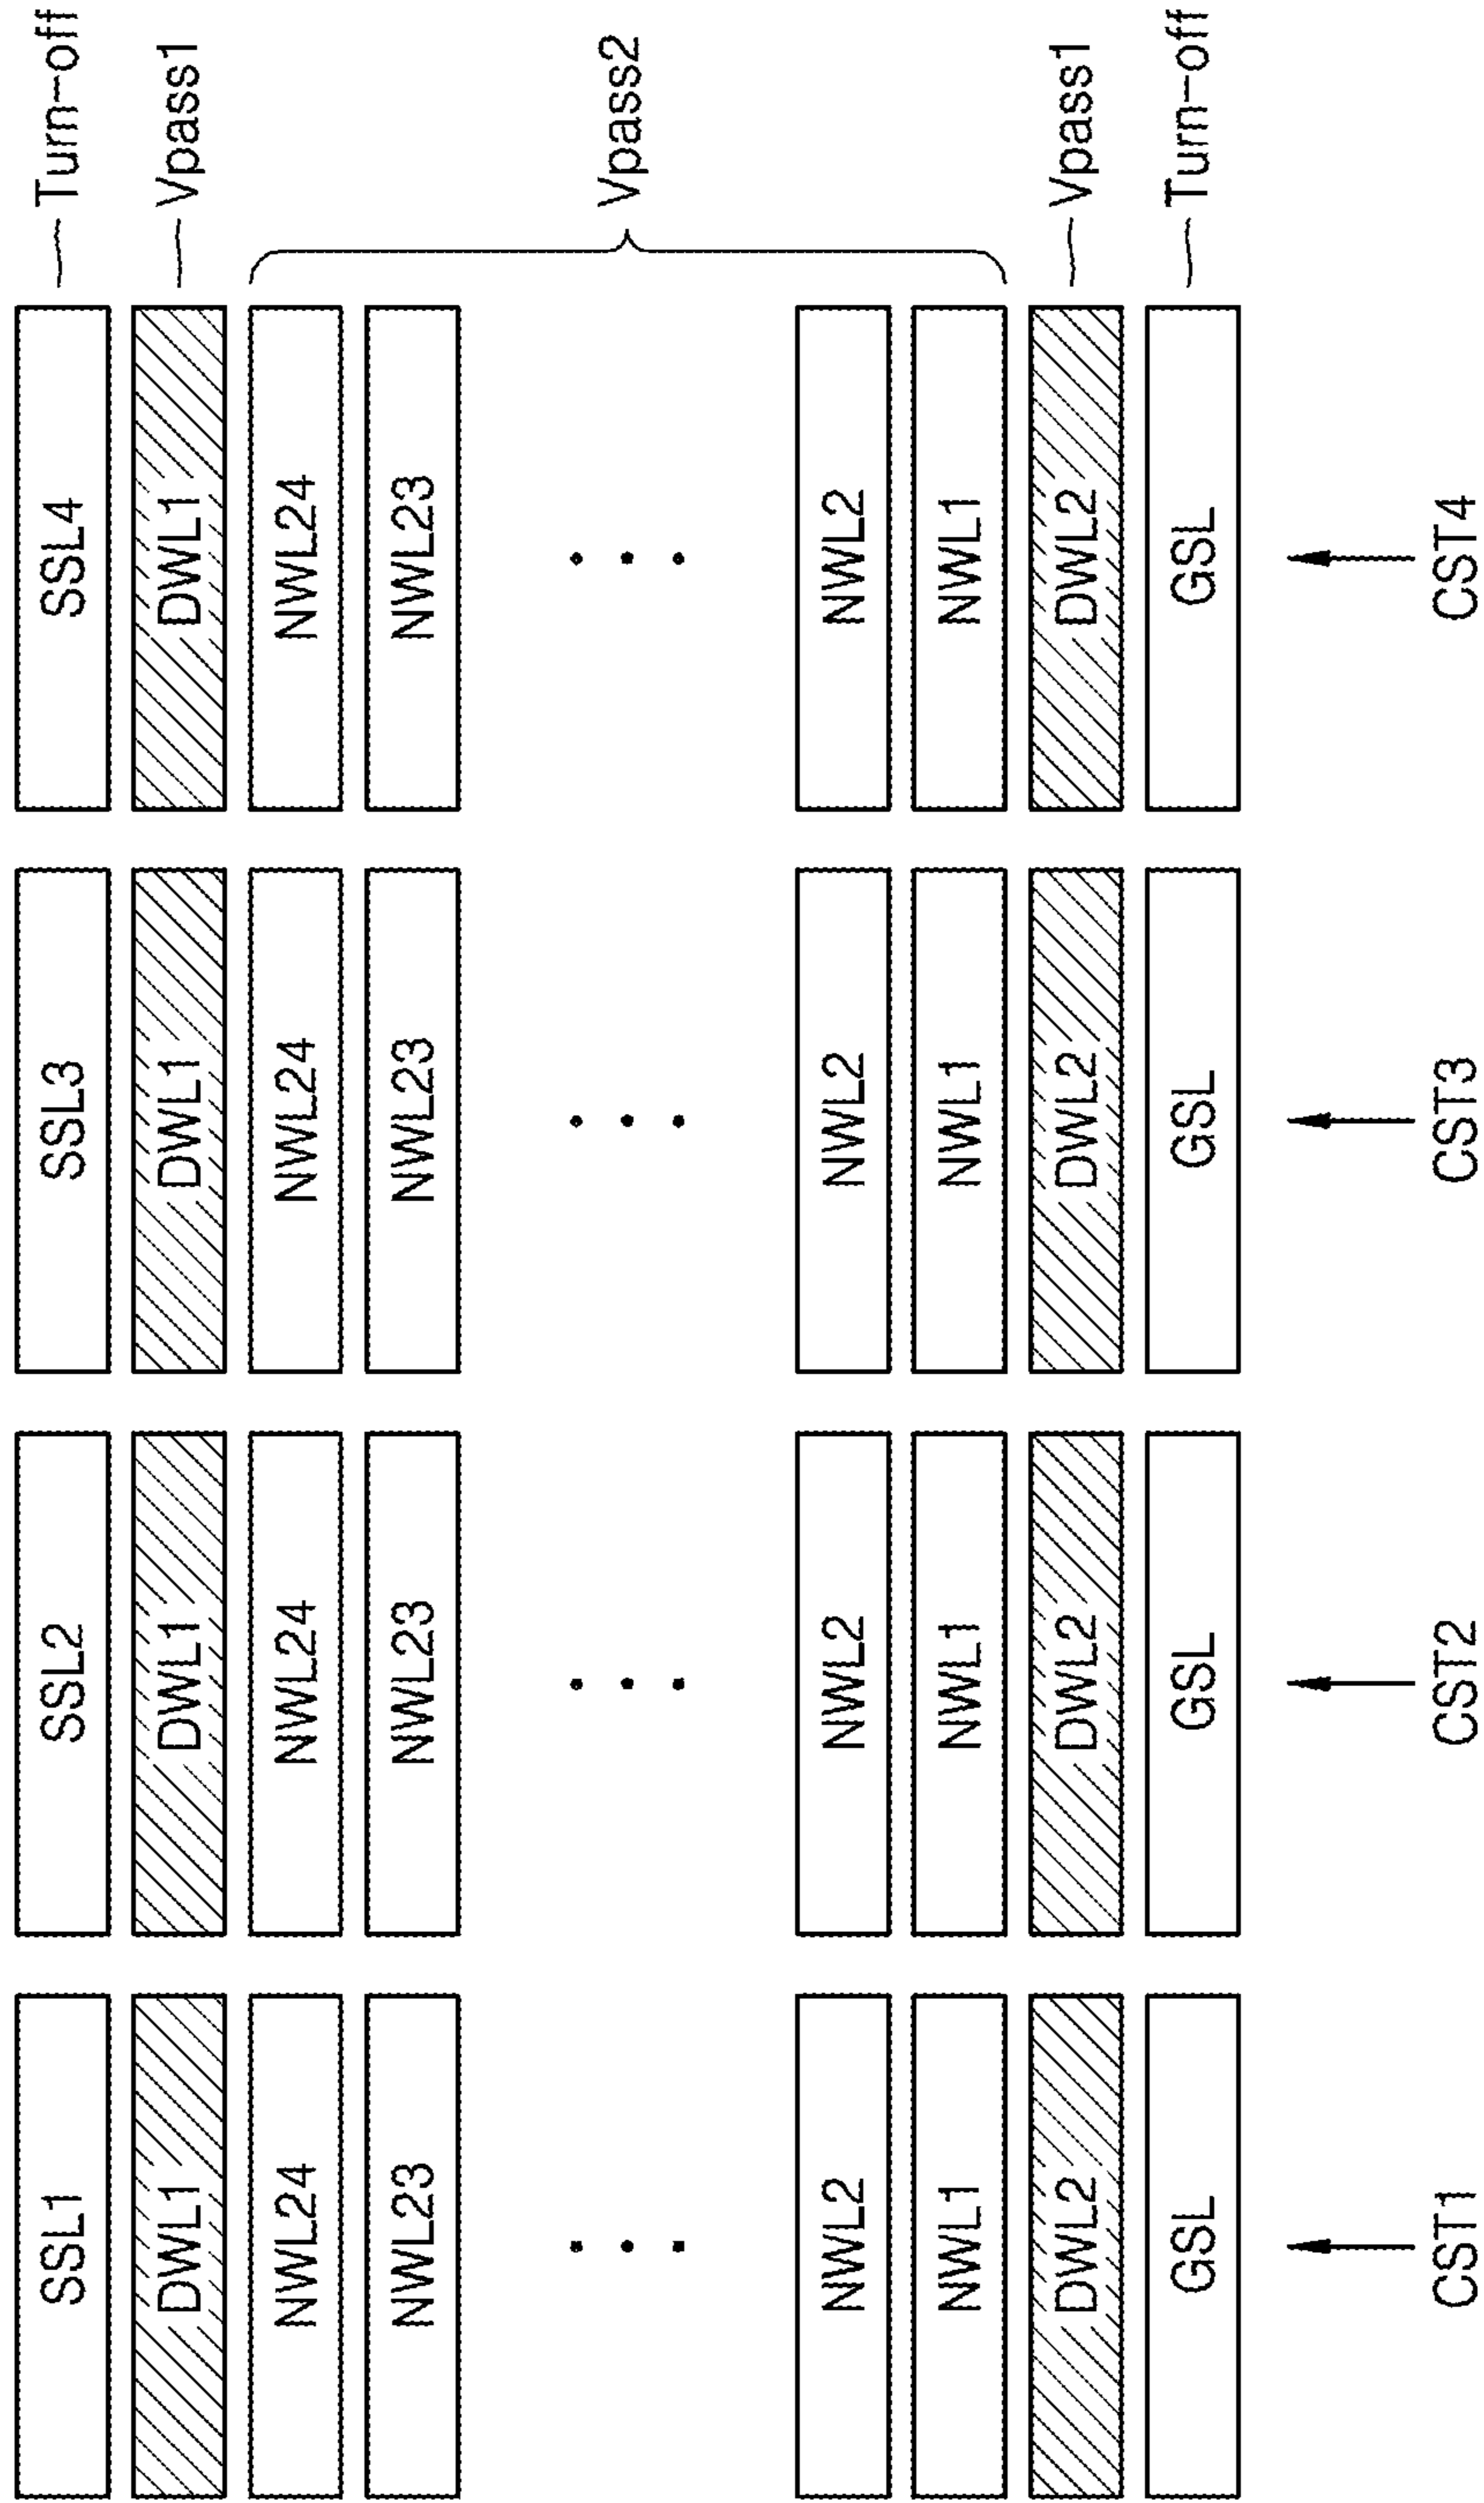 SSL1 SSL2 SSL3 SSL4 Turn-off
DWL1 DWL1 DWL1 DWL1 Vpass1
NWL24 NWL24 NWL24 NWL24
NWL23 NWL23 NWL23 NWL23
Vpass2
NWL2 NWL2 NWL2 NWL2
NWL1 NWL1 NWL1 NWL1
DWL2 DWL2 DWL2 DWL2 Vpass1
GSL GSL GSL GSL Turn-off
CST1 CST2 CST3 CST4